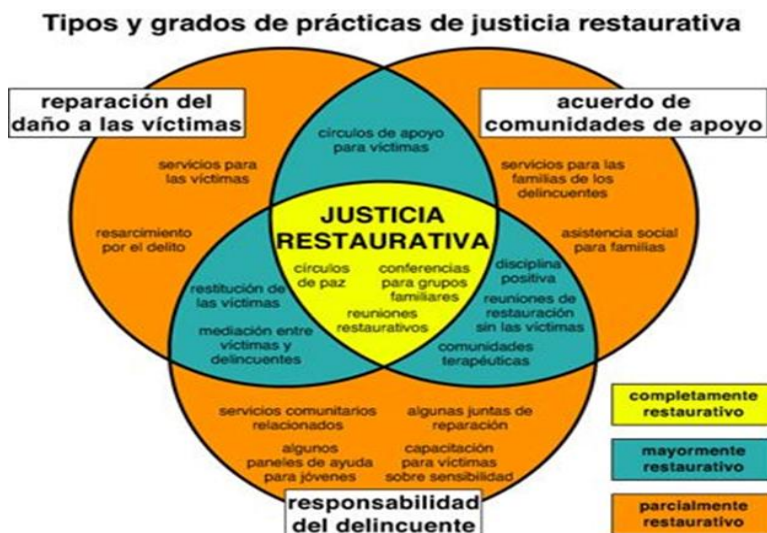 Tipos y grados de prácticas de justicia restaurativa
reparación del
daño a las víctimas
acuerdo de
comunidades de apoyo
círculos de apoyo
para víctimas
servicios para
las víctimas
resarcimiento
por el delito
servicios para las
familias de los
delincuentes
asistencia social
para familias
JUSTICIA
RESTAURATIVA
círculos
de paz
conferencias
para grupos
familiares
reuniones
restaurativos
restitución de
las víctimas
mediación entre
víctimas y
delincuentes
disciplina
positiva
reuniones de
restauración
sin las víctimas
comunidades
terapéuticas
servicios comunitarios
relacionados
algunas juntas de
reparación
algunos
paneles de ayuda
para jóvenes
capacitación
para víctimas
sobre sensibilidad
responsabilidad
del delincuente
completamente
restaurativo
mayormente
restaurativo
parcialmente
restaurativo